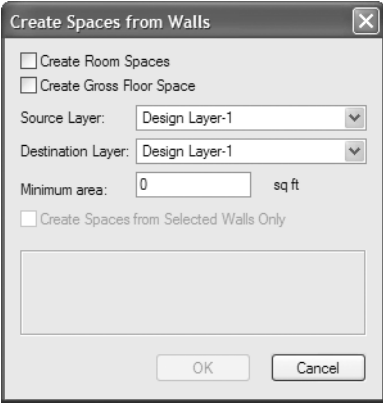 Create Spaces from Walls
Create Room Spaces
Create Gross Floor Space
Source Layer: Design Layer-1
Destination Layer: Design Layer-1
Minimum area: 0 sq ft
Create Spaces from Selected Walls Only
OK Cancel